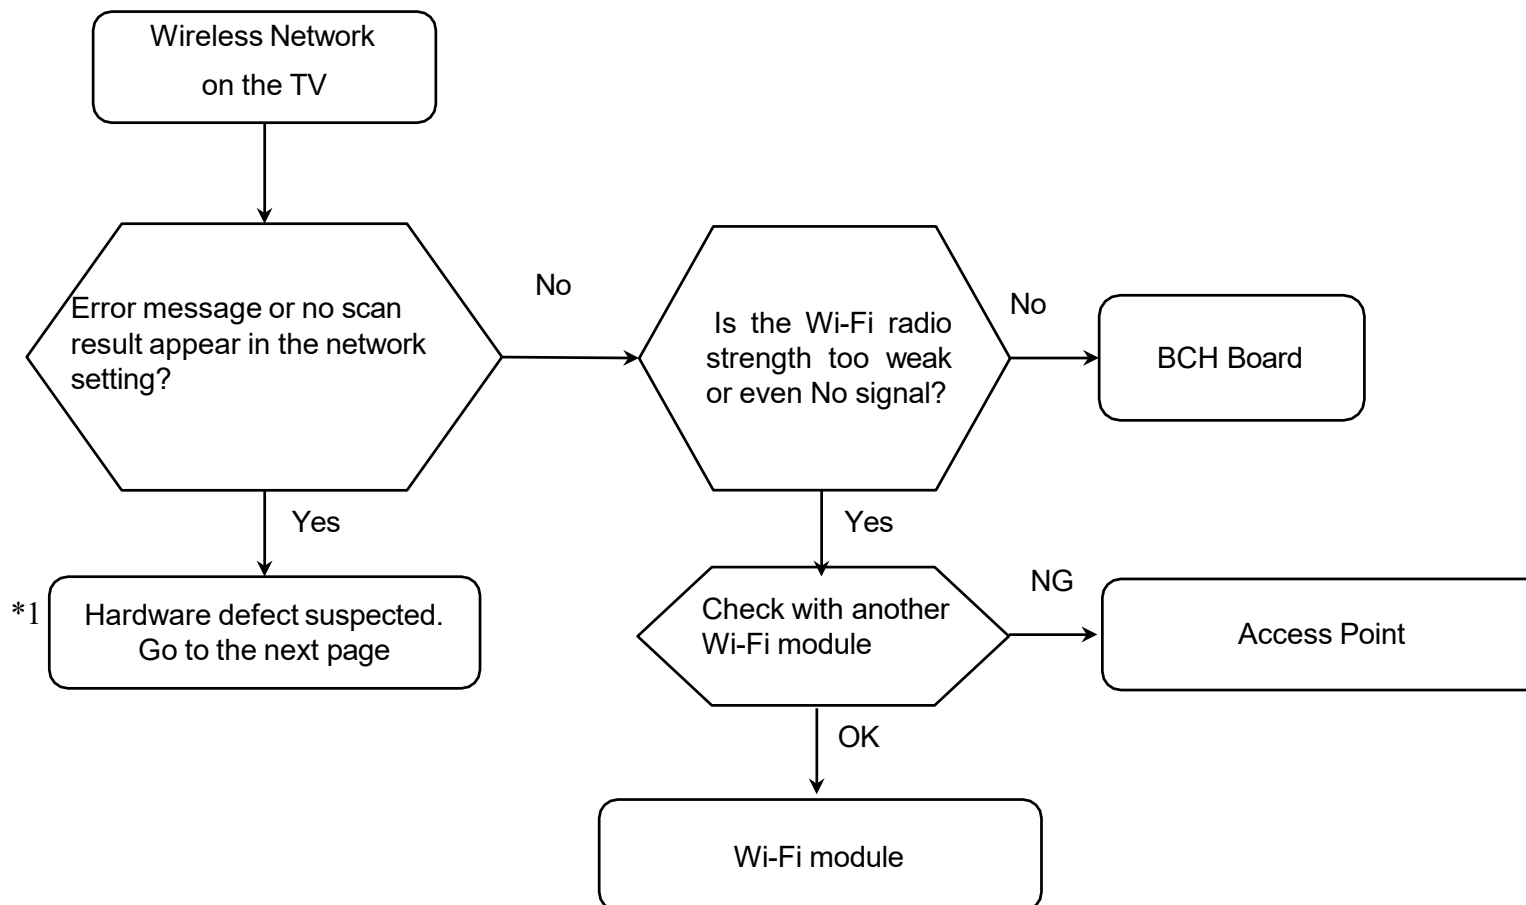 Wireless Network
on the TV
Error message or no scan
result appear in the network
setting?
No
Is the Wi-Fi radio
strength too weak
or even No signal?
No
BCH Board
Yes
Yes
*1
Hardware defect suspected.
Go to the next page
Check with another
Wi-Fi module
NG
Access Point
OK
Wi-Fi module